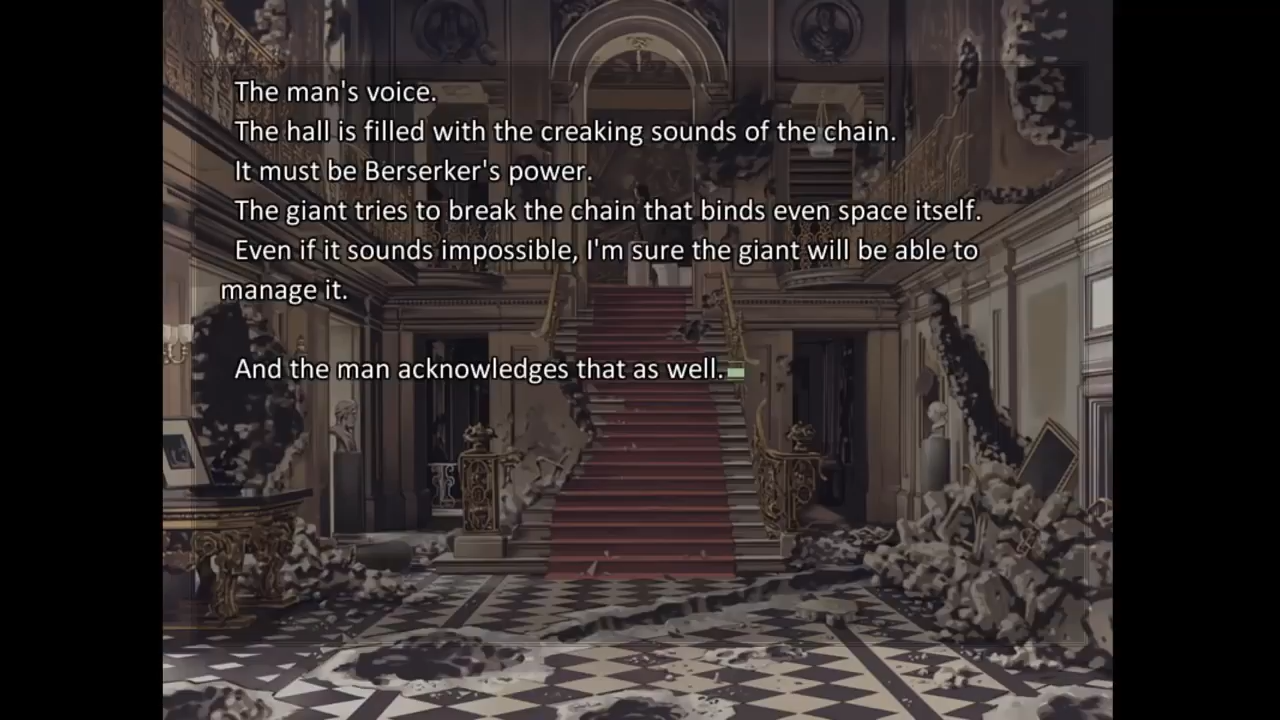 The man's voice.
The hall is filled with the creaking sounds of the chain.
It must be Berserker's power.
The giant tries to break the chain that binds even space itself.
Even if it sounds impossible, I'm sure the giant will be able to
manage it.
And the man acknowledges that as well.